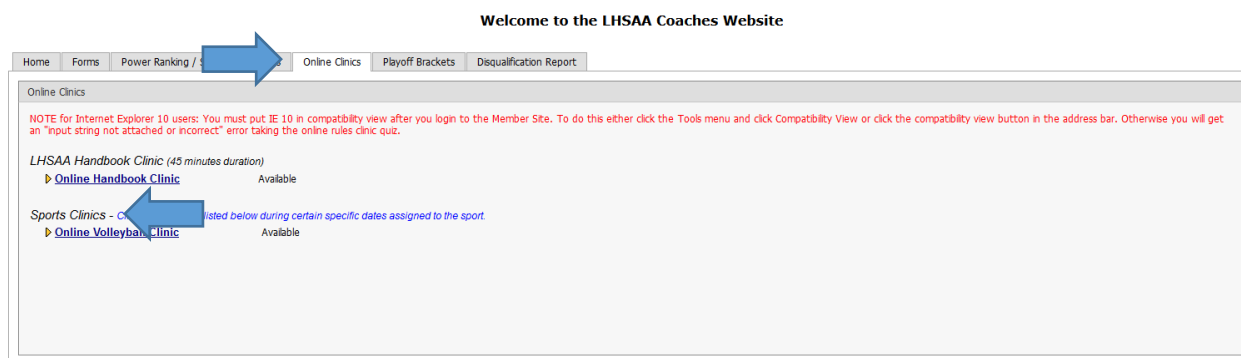 Welcome to the LHSAA Coaches Website
Home Forms Power Ranking / Online Clinics Playoff Brackets Disqualification Report
Online Clinics
NOTE for Internet Explorer 10 users: You must put IE 10 in compatibility view after you login to the Member Site. To do this either click the Tools menu and click Compatibility View or click the compatibility view button in the address bar. Otherwise you will get
an "input string not attached or incorrect" error taking the online rules clinic quiz.
LHSAA Handbook Clinic (45 minutes duration)
Online Handbook Clinic Available
Sports Clinics - listed below during certain specific dates assigned to the sport.
Online Volleyball Clinic Available